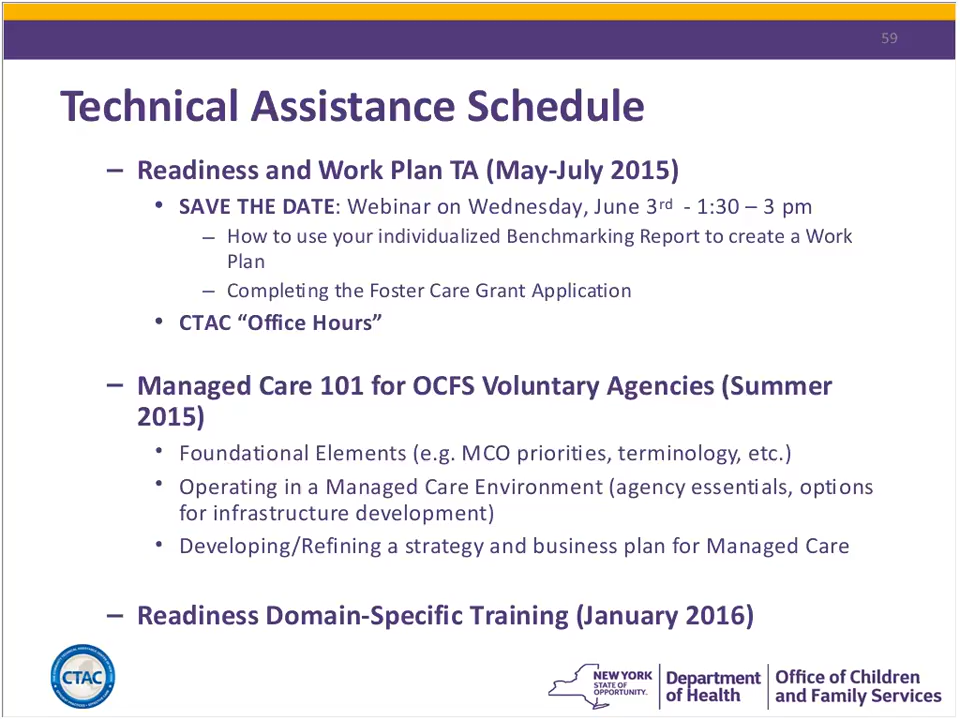 59
Technical Assistance Schedule
– Readiness and Work Plan TA (May-July 2015)
• SAVE THE DATE: Webinar on Wednesday, June 3rd - 1:30 – 3 pm
– How to use your individualized Benchmarking Report to create a Work
Plan
– Completing the Foster Care Grant Application
• CTAC “Office Hours”
– Managed Care 101 for OCFS Voluntary Agencies (Summer
2015)
• Foundational Elements (e.g. MCO priorities, terminology, etc.)
• Operating in a Managed Care Environment (agency essentials, options
for infrastructure development)
• Developing/Refining a strategy and business plan for Managed Care
– Readiness Domain-Specific Training (January 2016)
CTAC
NEW YORK
STATE OF
OPPORTUNITY.
Department
of Health
Office of Children
and Family Services